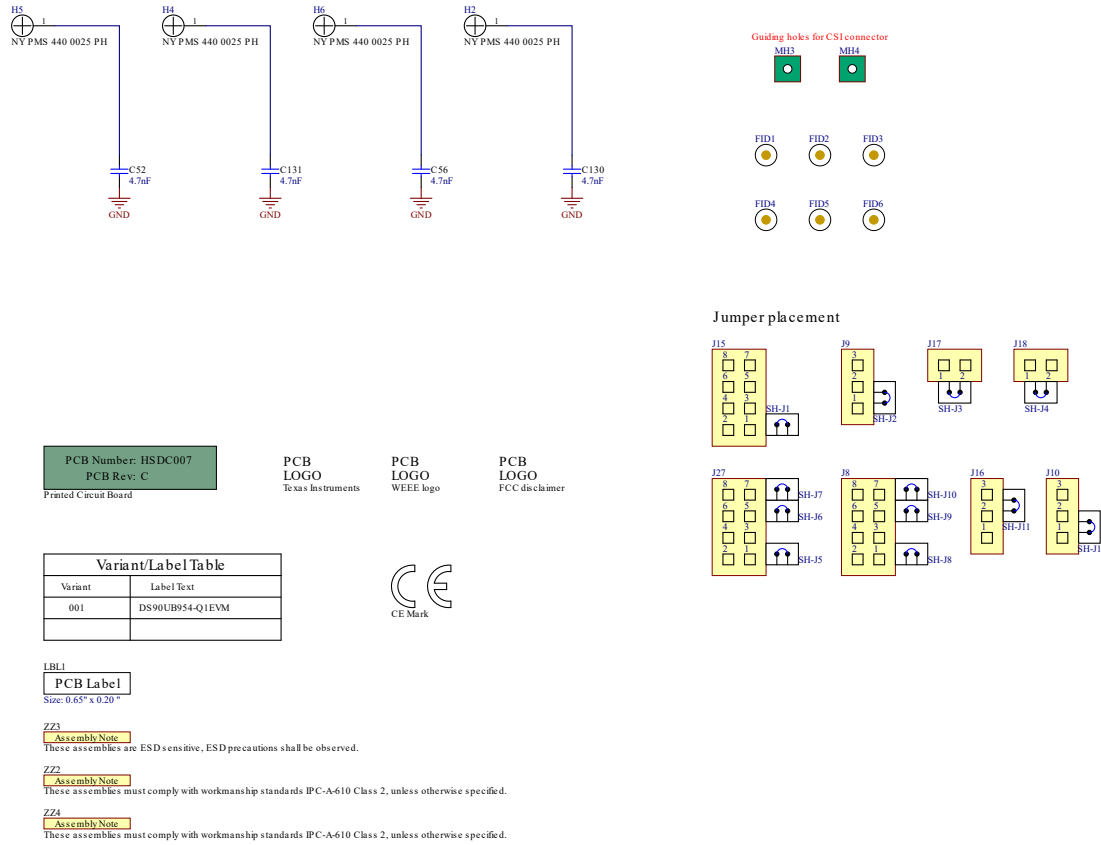 H5
1
NY PMS 440 0025 PH
C52
4.7nF
GND
H4
1
NY PMS 440 0025 PH
C131
4.7nF
GND
H6
1
NY PMS 440 0025 PH
C56
4.7nF
GND
H2
1
NY PMS 440 0025 PH
C130
4.7nF
GND
Guiding holes for CSI connector
MH3 MH4
FID1 FID2 FID3
FID4 FID5 FID6
Jumper placement
J15
8 7
6 5
4 3
2 1
SH-J1
J9
3
2
1
SH-J2
J17
1 2
SH-J3
J18
1 2
SH-J4
J27
8 7
6 5
4 3
2 1
SH-J7
SH-J6
SH-J5
J8
8 7
6 5
4 3
2 1
SH-J10
SH-J9
SH-J8
J16
3
2
1
SH-J11
J10
3
2
1
SH-J1
PCB Number: HSDC007
PCB Rev: C
Printed Circuit Board
PCB
LOGO
Texas Instruments
PCB
LOGO
WEEE logo
PCB
LOGO
FCC disclaimer
Variant/Label Table
Variant Label Text
001 DS90UB954-Q1EVM
CE
CE Mark
LBL1
PCB Label
Size: 0.65" x 0.20 "
ZZ3
Assembly Note
These assemblies are ESD sensitive, ESD precautions shall be observed.
ZZ2
Assembly Note
These assemblies must comply with workmanship standards IPC-A-610 Class 2, unless otherwise specified.
ZZ4
Assembly Note
These assemblies must comply with workmanship standards IPC-A-610 Class 2, unless otherwise specified.